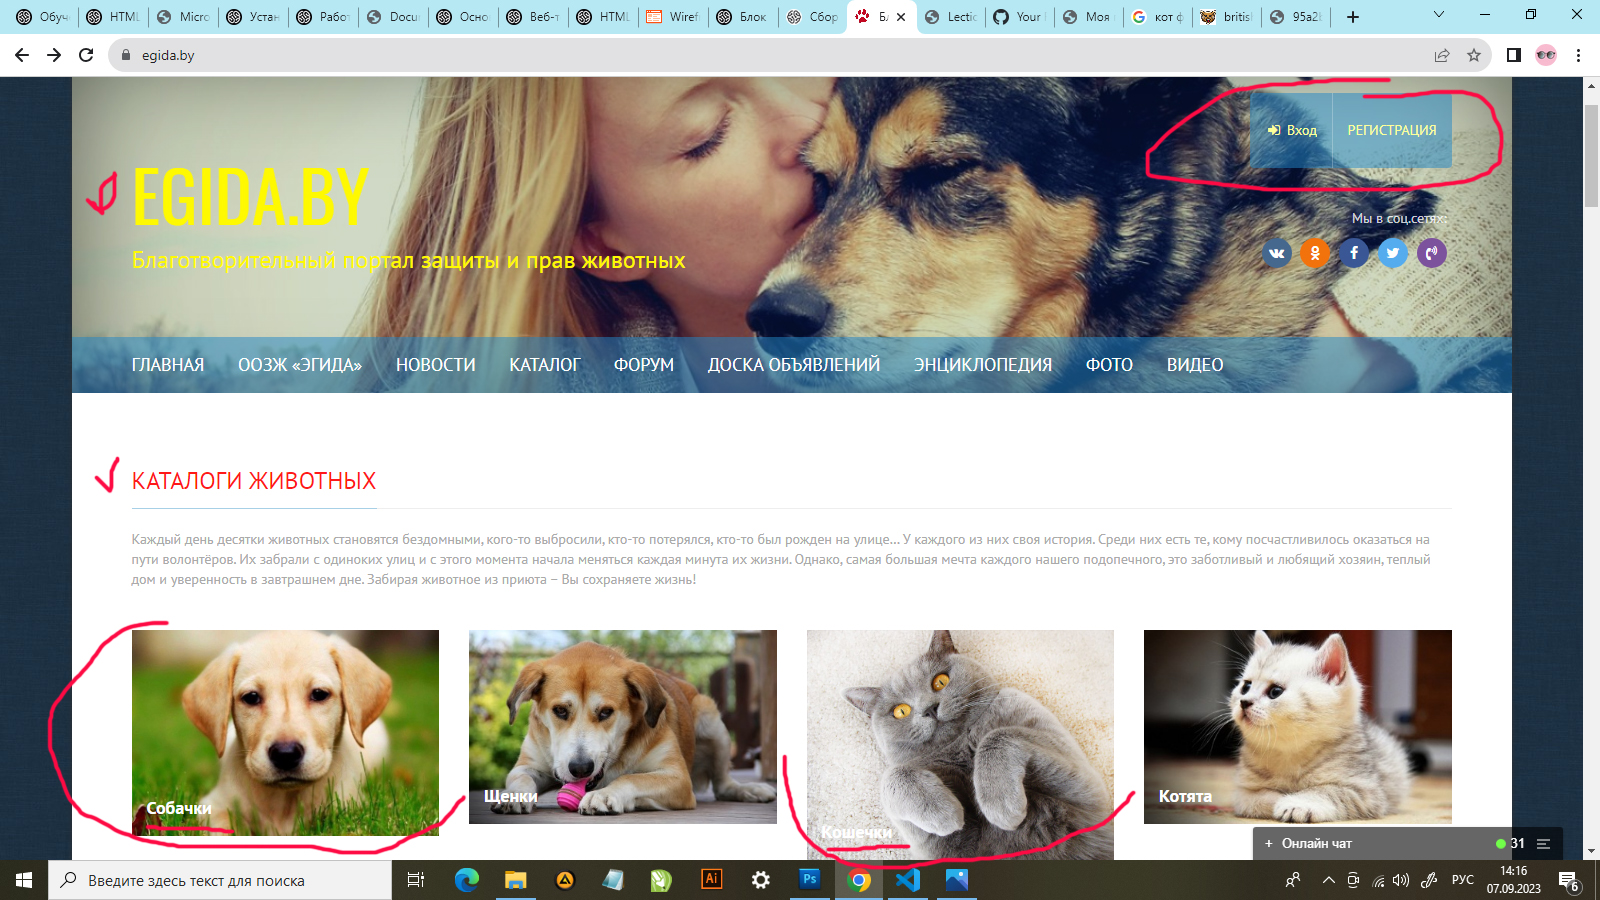 Обуч
HTML
Micro
Устан
Работ
Docu
Осно
Веб-т
HTML
Wiref
Блок
Сбор
Бл
Lectic
Your
Моя
кот ф
british
95a2b
egida.by
Вход
РЕГИСТРАЦИЯ
EGIDA.BY
Мы в соц.сетях:
Благотворительный портал защиты и прав животных
ГЛАВНАЯ ООЗЖ «ЭГИДА» НОВОСТИ КАТАЛОГ ФОРУМ ДОСКА ОБЪЯВЛЕНИЙ ЭНЦИКЛОПЕДИЯ ФОТО ВИДЕО
КАТАЛОГИ ЖИВОТНЫХ
Каждый день десятки животных становятся бездомными, кого-то выбросили, кто-то потерялся, кто-то был рожден на улице... У каждого из них своя история. Среди них есть те, кому посчастливилось оказаться на
пути волонтёров. Их забрали с одиноких улиц и с этого момента начала меняться каждая минута их жизни. Однако, самая большая мечта каждого нашего подопечного, это заботливый и любящий хозяин, теплый
дом и уверенность в завтрашнем дне. Забирая животное из приюта – Вы сохраняете жизнь!
Собачки
Щенки
Кошечки
Котята
+ Онлайн чат 31
Введите здесь текст для поиска
Ai
Ps
РУС
14:16
07.09.2023
6